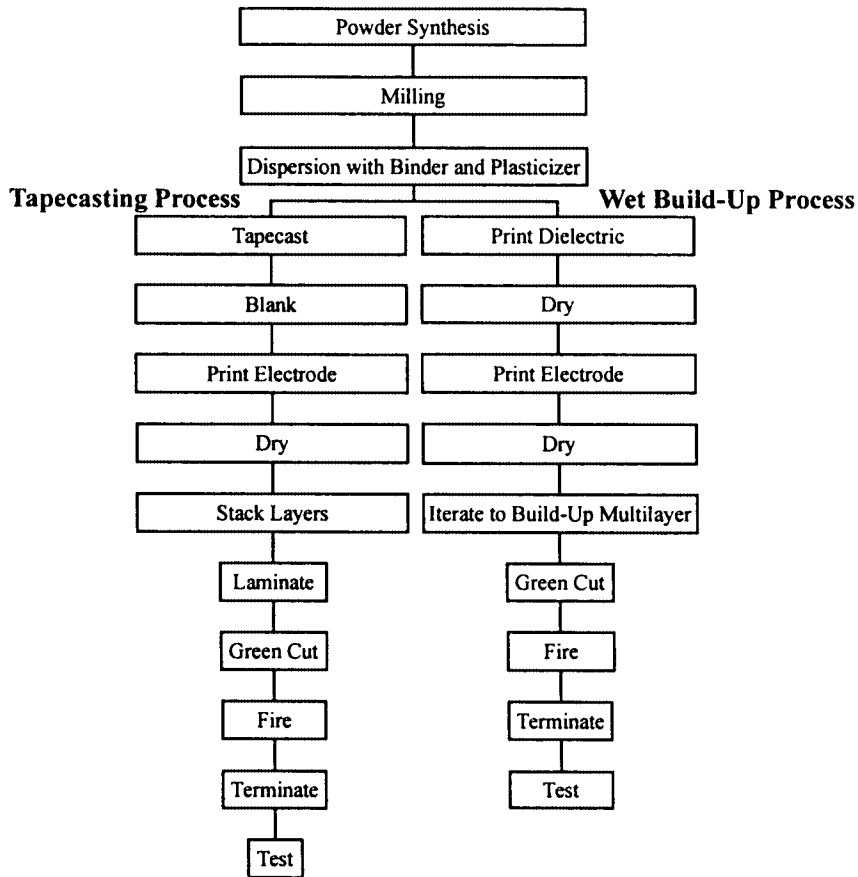 Powder Synthesis
Milling
Dispersion with Binder and Plasticizer
Tapecasting Process
Wet Build-Up Process
Tapecast
Print Dielectric
Blank
Dry
Print Electrode
Print Electrode
Dry
Dry
Stack Layers
Iterate to Build-Up Multilayer
Laminate
Green Cut
Green Cut
Fire
Fire
Terminate
Terminate
Test
Test